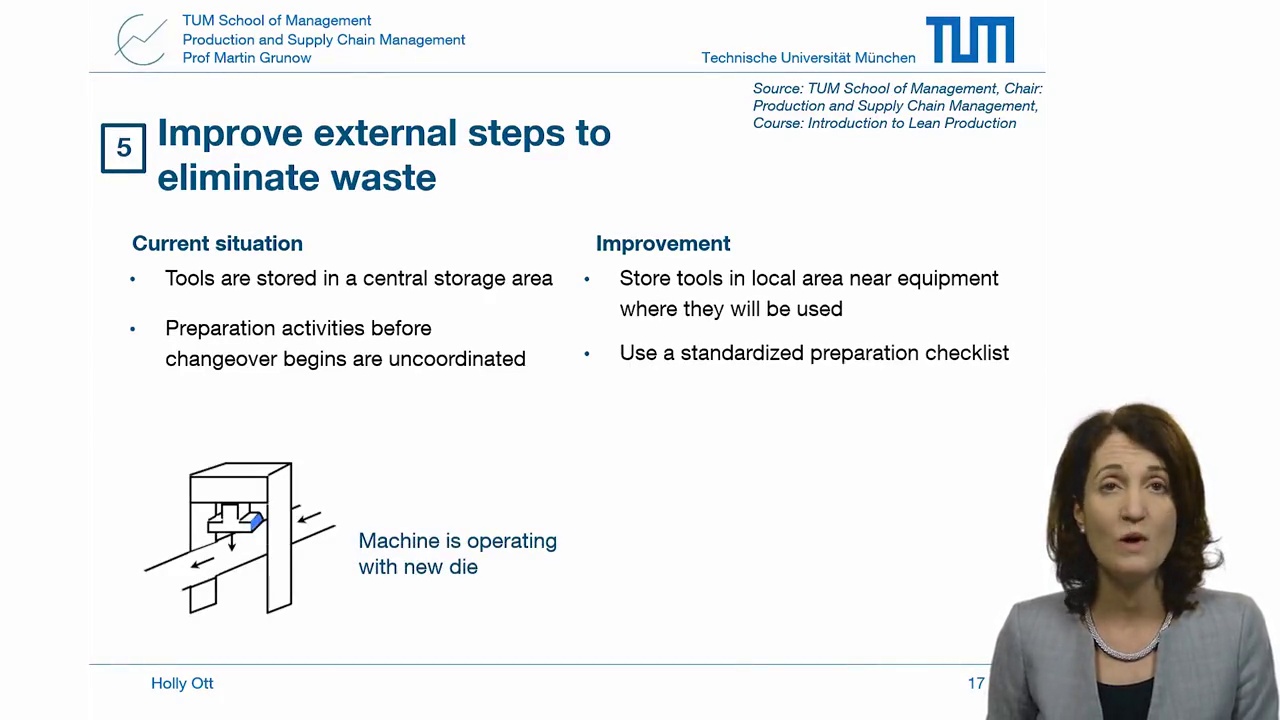 TUM School of Management
Production and Supply Chain Management
Prof Martin Grunow
Technische Universität München
TUM
Source: TUM School of Management, Chair:
Production and Supply Chain Management,
Course: Introduction to Lean Production
5
Improve external steps to
eliminate waste
Current situation
• Tools are stored in a central storage area
• Preparation activities before
changeover begins are uncoordinated
Improvement
• Store tools in local area near equipment
where they will be used
• Use a standardized preparation checklist
Machine is operating
with new die
Holly Ott
17